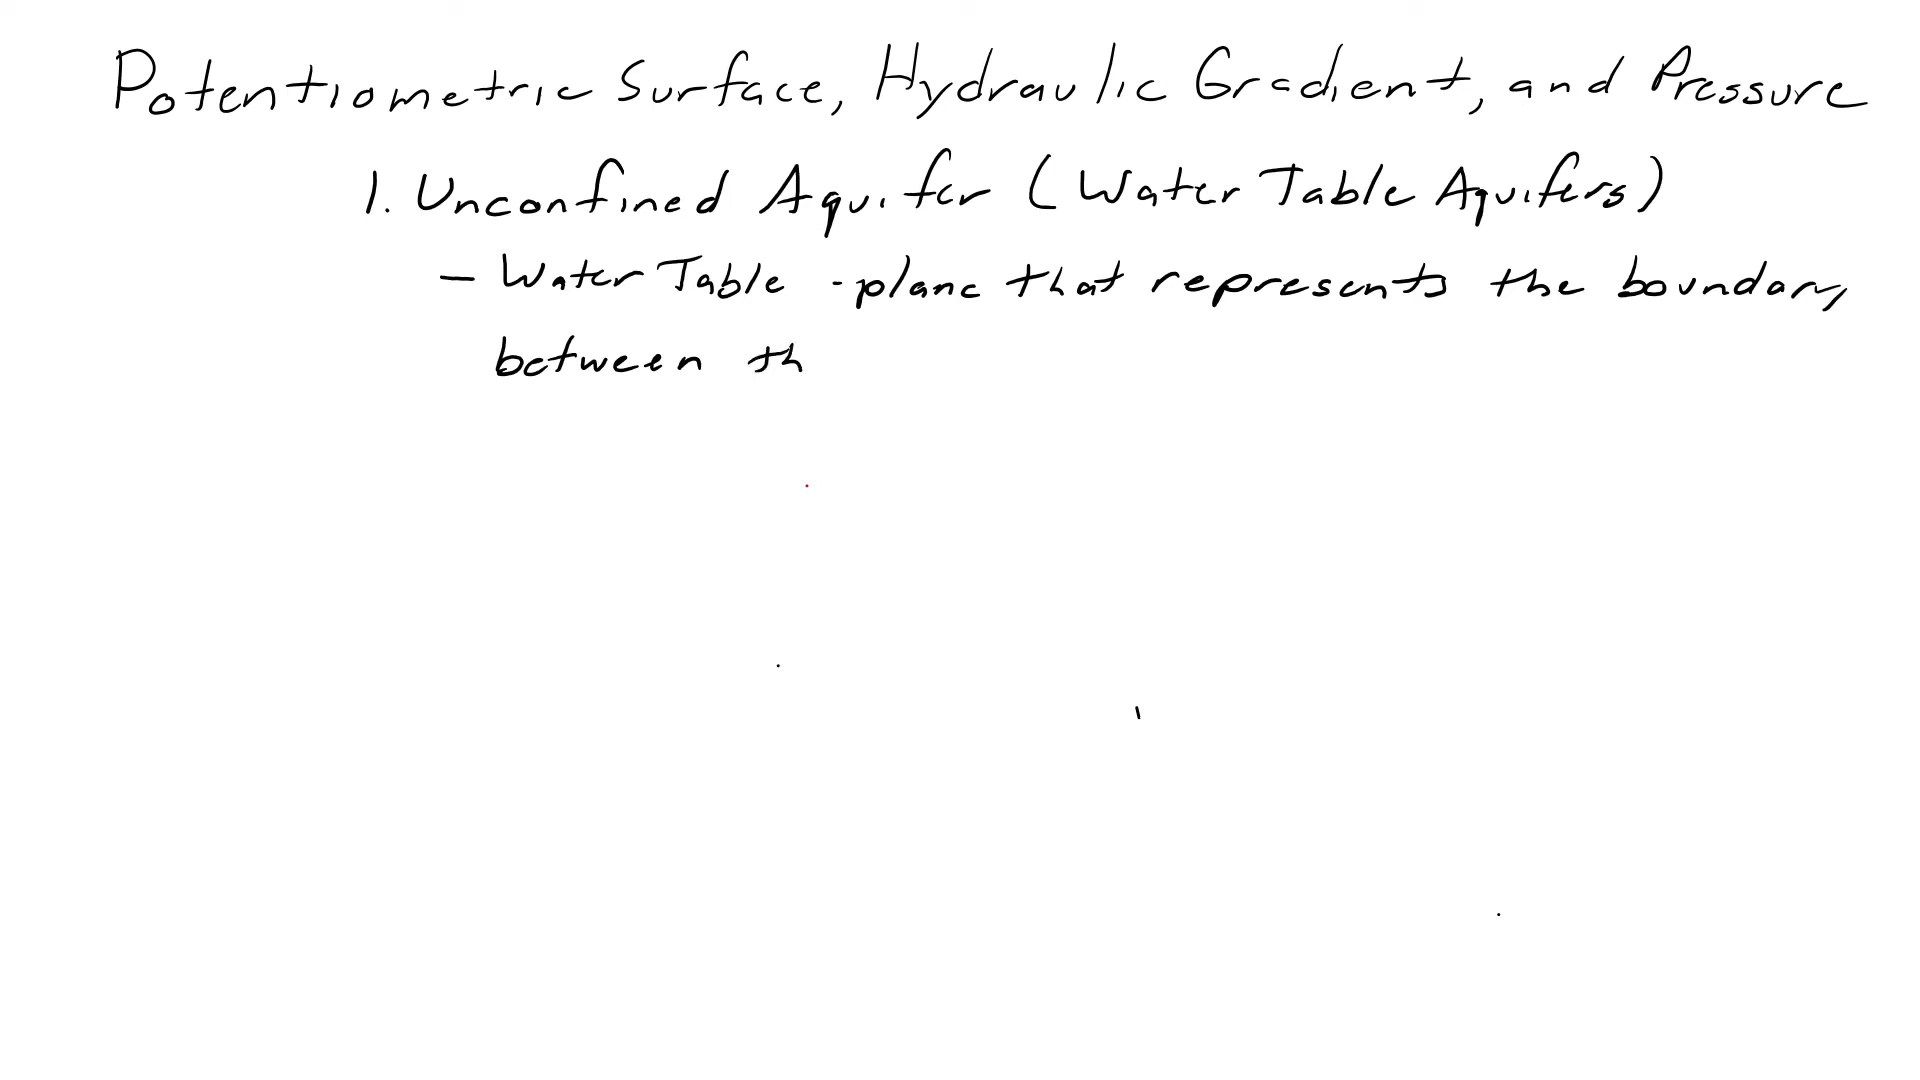 Potentiometric Surface, Hydraulic Gradient, and Pressure
1. Unconfined Aquifer (Water Table Aquifers)
- Water Table - plane that represents the boundary
between th